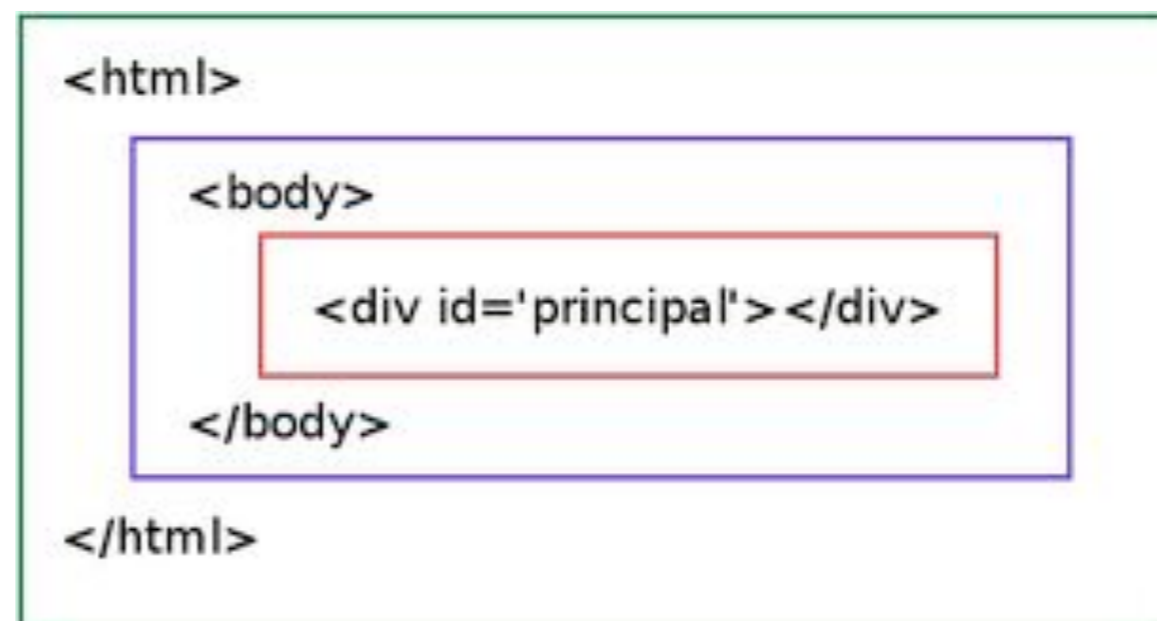 <html>
<body>
<div id='principal'></div>
</body>
</html>